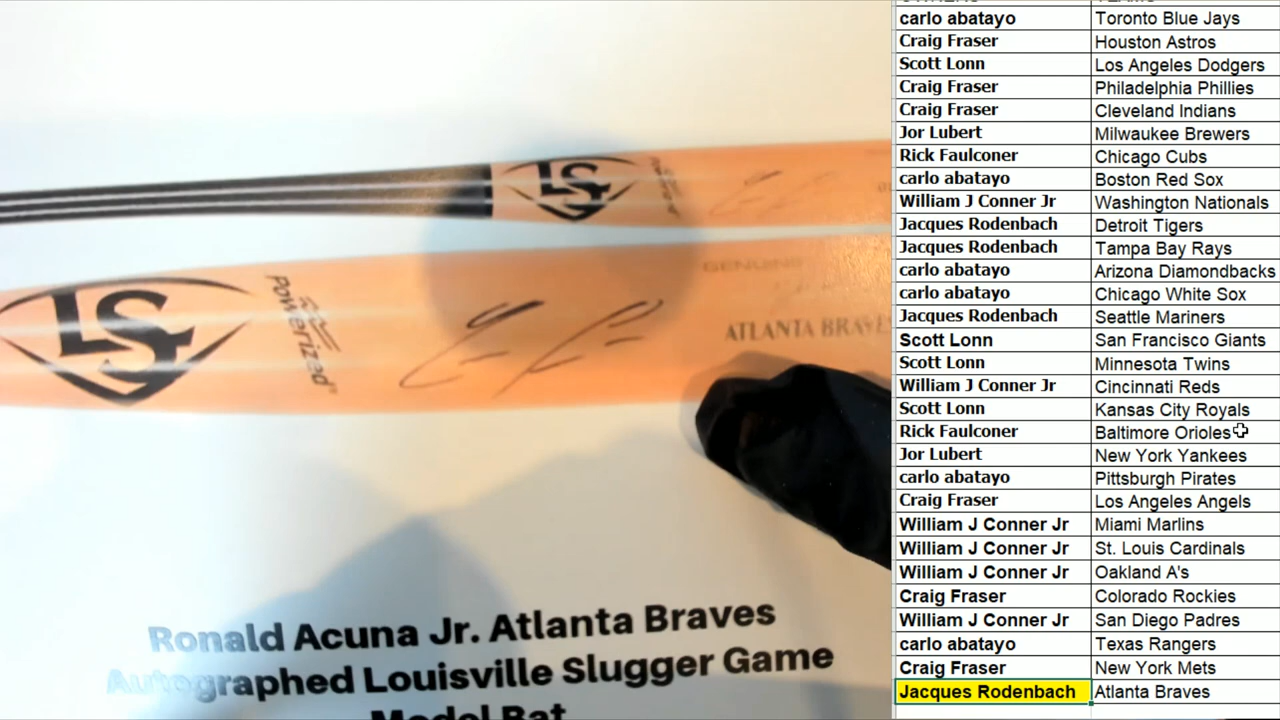 carlo abatayo Toronto Blue Jays
Craig Fraser Houston Astros
Scott Lonn Los Angeles Dodgers
Craig Fraser Philadelphia Phillies
Craig Fraser Cleveland Indians
Jor Lubert Milwaukee Brewers
Rick Faulconer Chicago Cubs
carlo abatayo Boston Red Sox
William J Conner Jr Washington Nationals
Jacques Rodenbach Detroit Tigers
Jacques Rodenbach Tampa Bay Rays
carlo abatayo Arizona Diamondbacks
carlo abatayo Chicago White Sox
Jacques Rodenbach Seattle Mariners
Scott Lonn San Francisco Giants
Scott Lonn Minnesota Twins
William J Conner Jr Cincinnati Reds
Scott Lonn Kansas City Royals
Rick Faulconer Baltimore Orioles
Jor Lubert New York Yankees
carlo abatayo Pittsburgh Pirates
Craig Fraser Los Angeles Angels
William J Conner Jr Miami Marlins
William J Conner Jr St. Louis Cardinals
William J Conner Jr Oakland A's
Craig Fraser Colorado Rockies
William J Conner Jr San Diego Padres
carlo abatayo Texas Rangers
Craig Fraser New York Mets
Jacques Rodenbach Atlanta Braves
LS
LS
Powerized
GENUINE
ATLANTA BRAVES
Ronald Acuna Jr. Atlanta Braves
Autographed Louisville Slugger Game
Model Bat